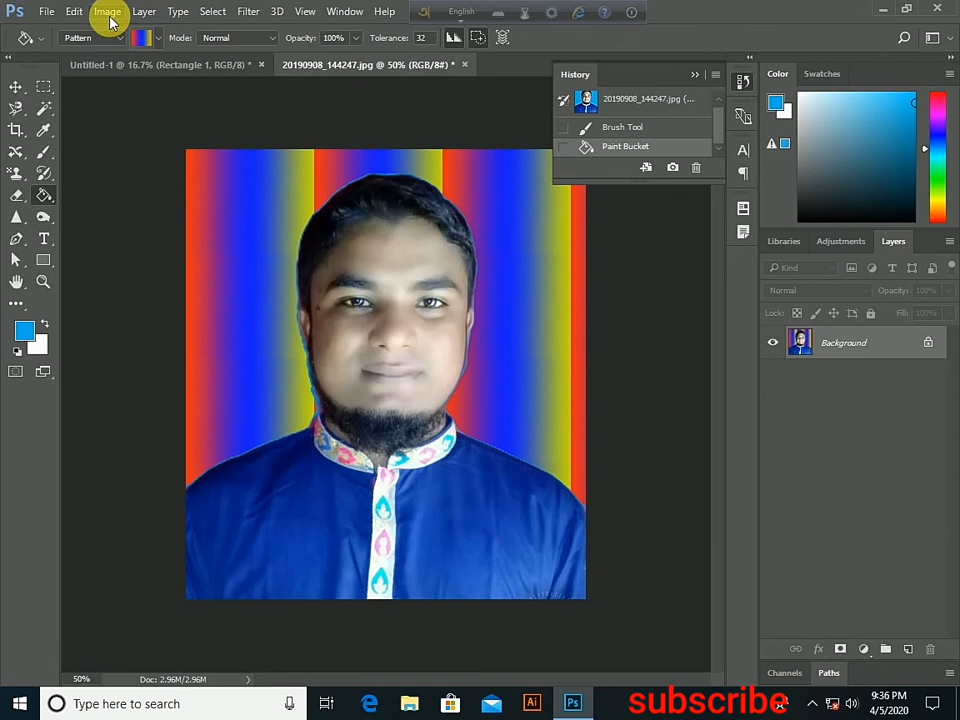 Ps File Edit Image Layer Type Select Filter 3D View Window Help
English
Pattern Mode: Normal Opacity: 100% Tolerance: 32
Untitled-1 @ 16.7% (Rectangle 1, RGB/8) * × 20190908_144247.jpg @ 50% (RGB/8#) * ×
History
20190908_144247.jpg (...
Brush Tool
Paint Bucket
Color Swatches
Libraries Adjustments Layers
Kind
Normal Opacity: 100%
Lock: Fill: 100%
Background
50% Doc: 2.96M/2.96M
Channels Paths
Type here to search
Ai Ps
subscribe
9:36 PM
4/5/2020